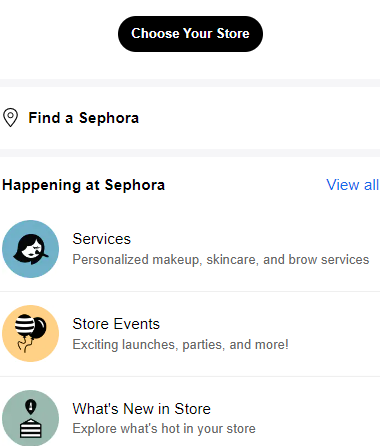 Choose Your Store
Find a Sephora
Happening at Sephora View all
Services
Personalized makeup, skincare, and brow services
Store Events
Exciting launches, parties, and more!
What's New in Store
Explore what's hot in your store